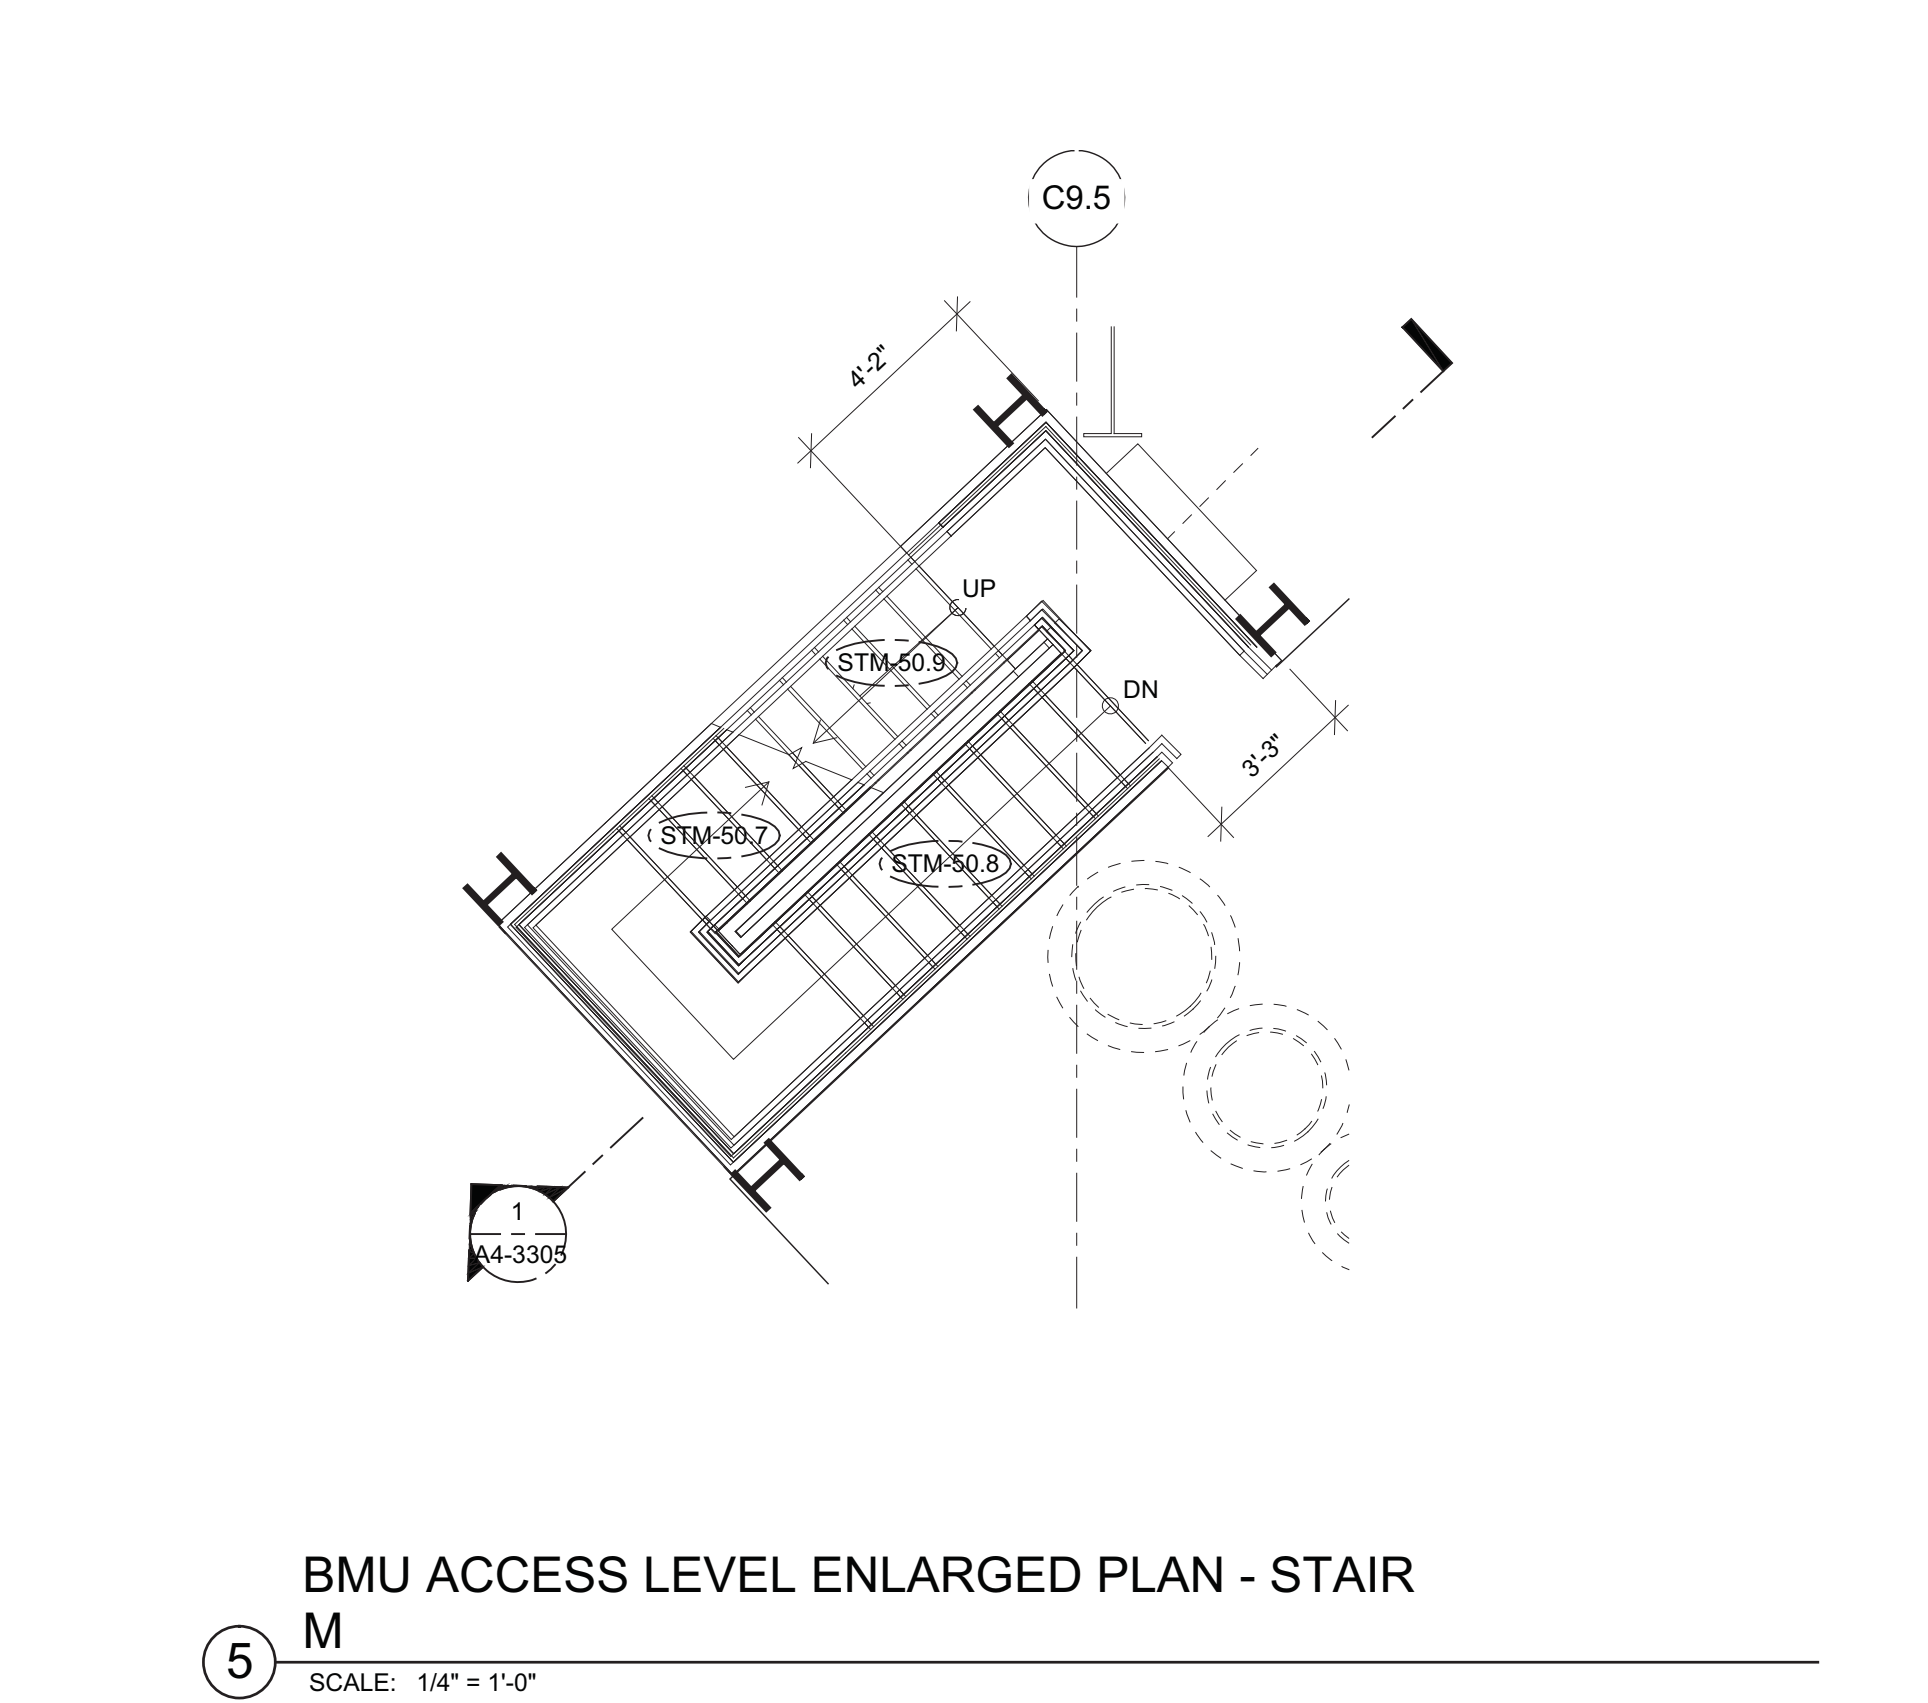 C9.5
4'-2"
UP
STM-50.9
DN
3'-3"
STM-50.7
STM-50.8
1
A4-3305
BMU ACCESS LEVEL ENLARGED PLAN - STAIR
M
5
SCALE: 1/4" = 1'-0"